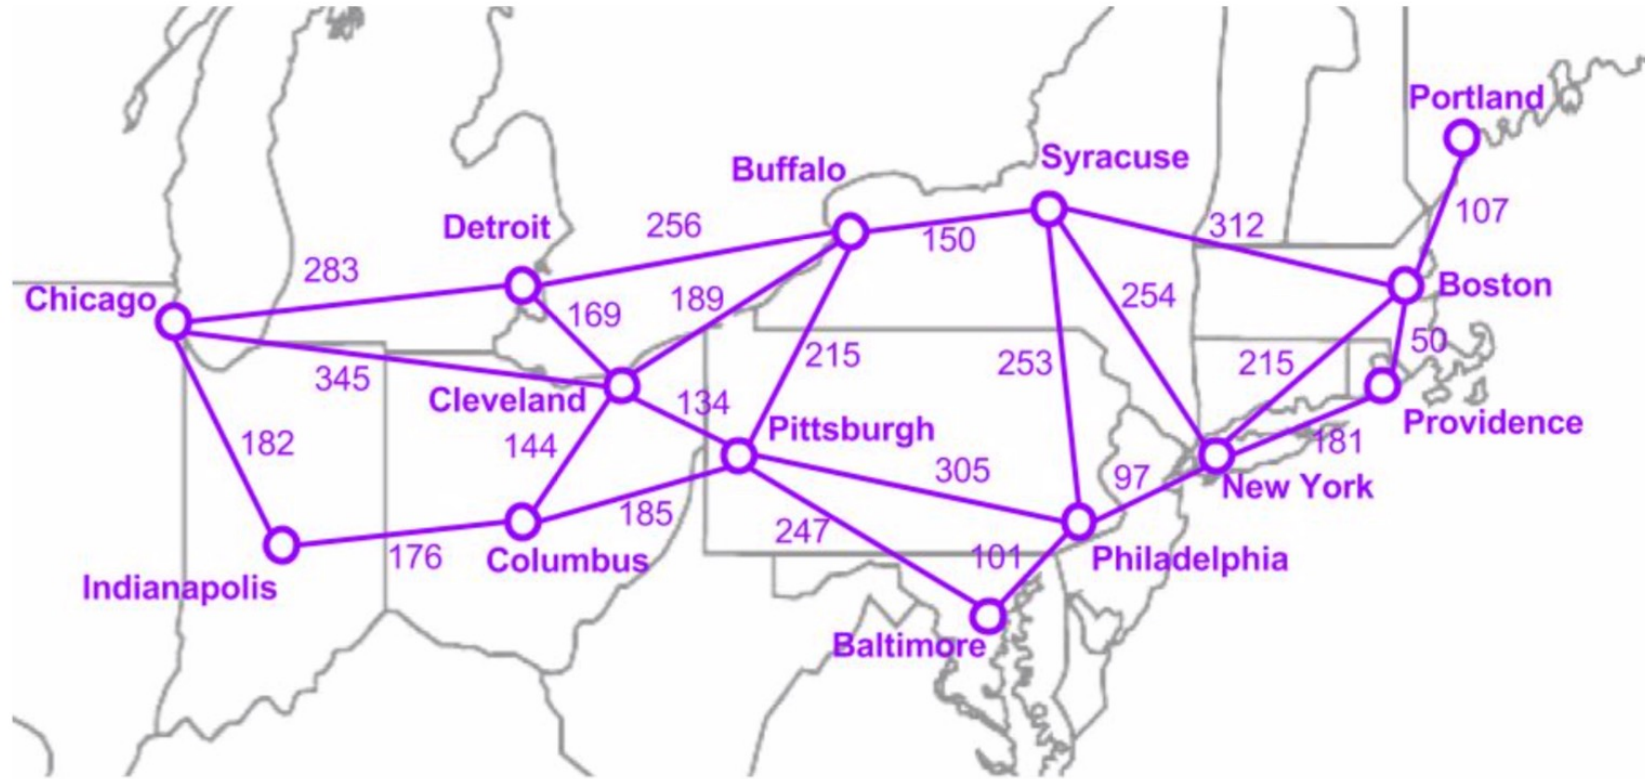 Portland
Buffalo
Syracuse
107
Detroit
256
312
150
283
Boston
Chicago
189
254
169
50
215
253
215
345
Cleveland
134
Pittsburgh
Providence
182
144
181
305
97
New York
185
247
Columbus
176
101
Philadelphia
Indianapolis
Baltimore